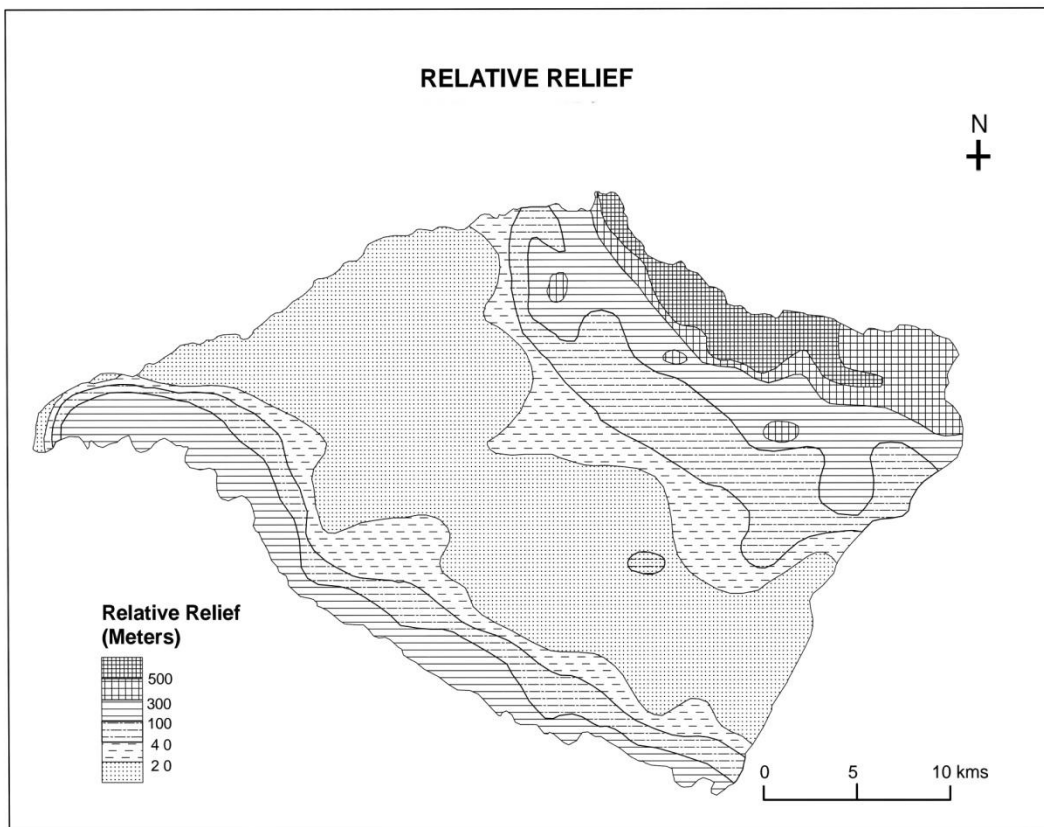 RELATIVE RELIEF
N
Relative Relief
(Meters)
500
300
100
4 0
2 0
0 5 10 kms